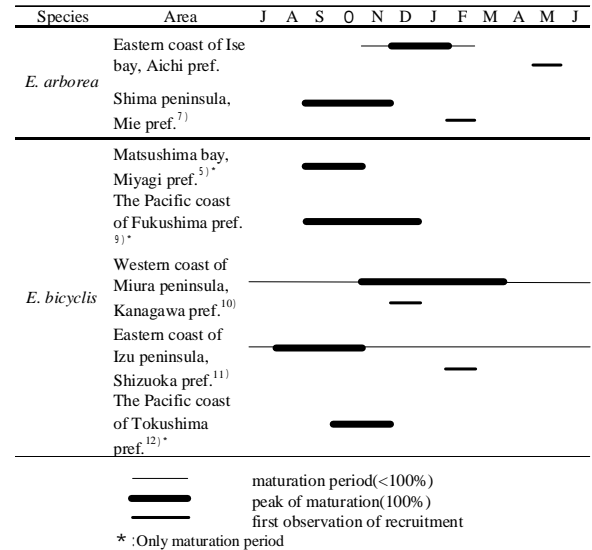 Species Area J A S O N D J F M A M J
E. arborea
Eastern coast of Ise
bay, Aichi pref.
Shima peninsula,
Mie pref.7)
E. bicyclis
Matsushima bay,
Miyagi pref.5)*
The Pacific coast
of Fukushima pref.
9)*
Western coast of
Miura peninsula,
Kanagawa pref.10)
Eastern coast of
Izu peninsula,
Shizuoka pref.11)
The Pacific coast
of Tokushima
pref.12)*
maturation period(<100%)
peak of maturation(100%)
first observation of recruitment
* :Only maturation period